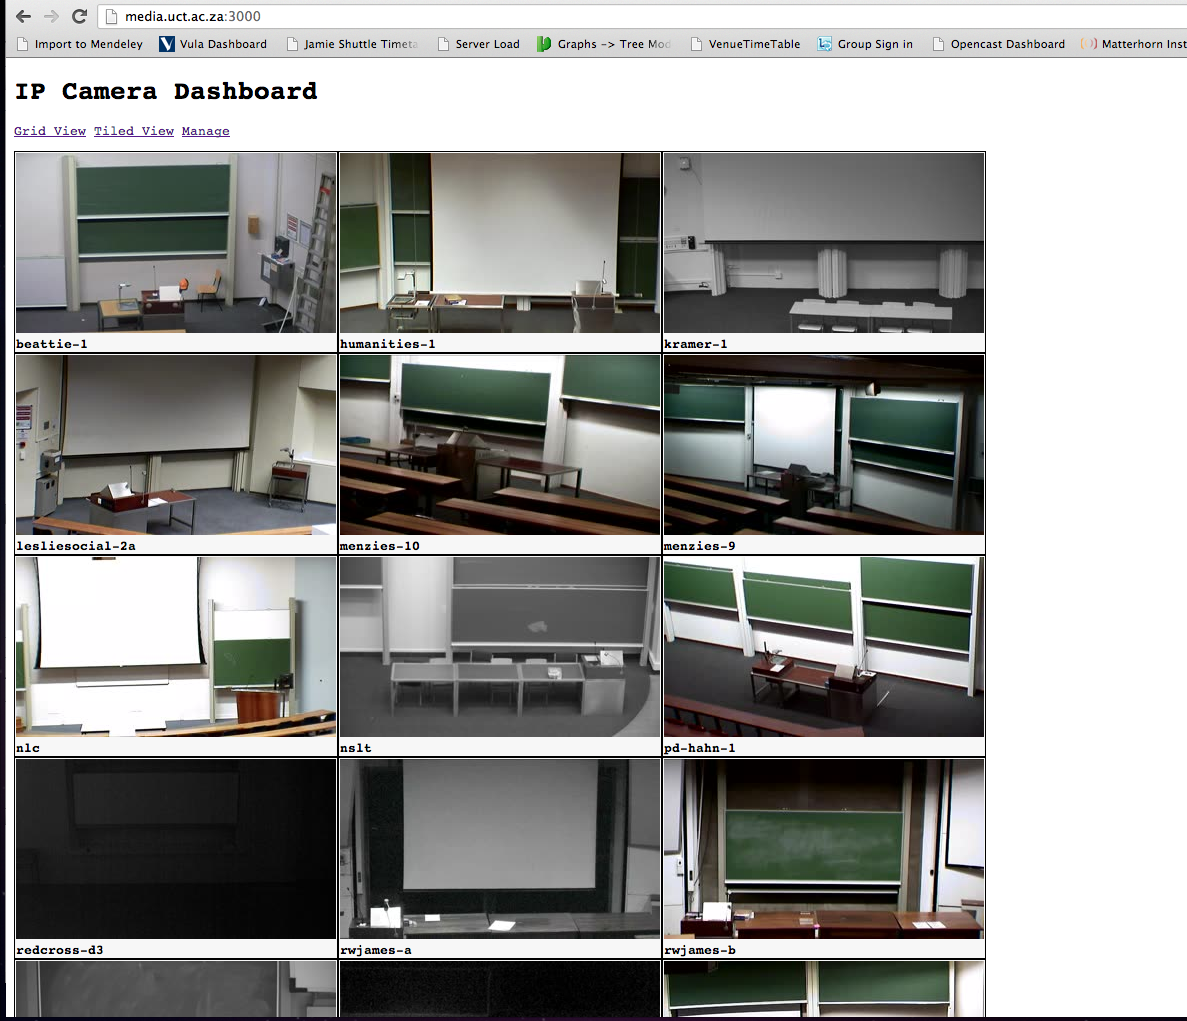 media.uct.ac.za:3000
Import to Mendeley Vula Dashboard Jamie Shuttle Timeta Server Load Graphs -> Tree Mod VenueTimeTable Group Sign in Opencast Dashboard Matterhorn Inst
IP Camera Dashboard
Grid View Tiled View Manage
beattie-1 humanities-1 kramer-1
lesliesocial-2a menzies-10 menzies-9
nlc nslt pd-hahn-1
redcross-d3 rwjames-a rwjames-b